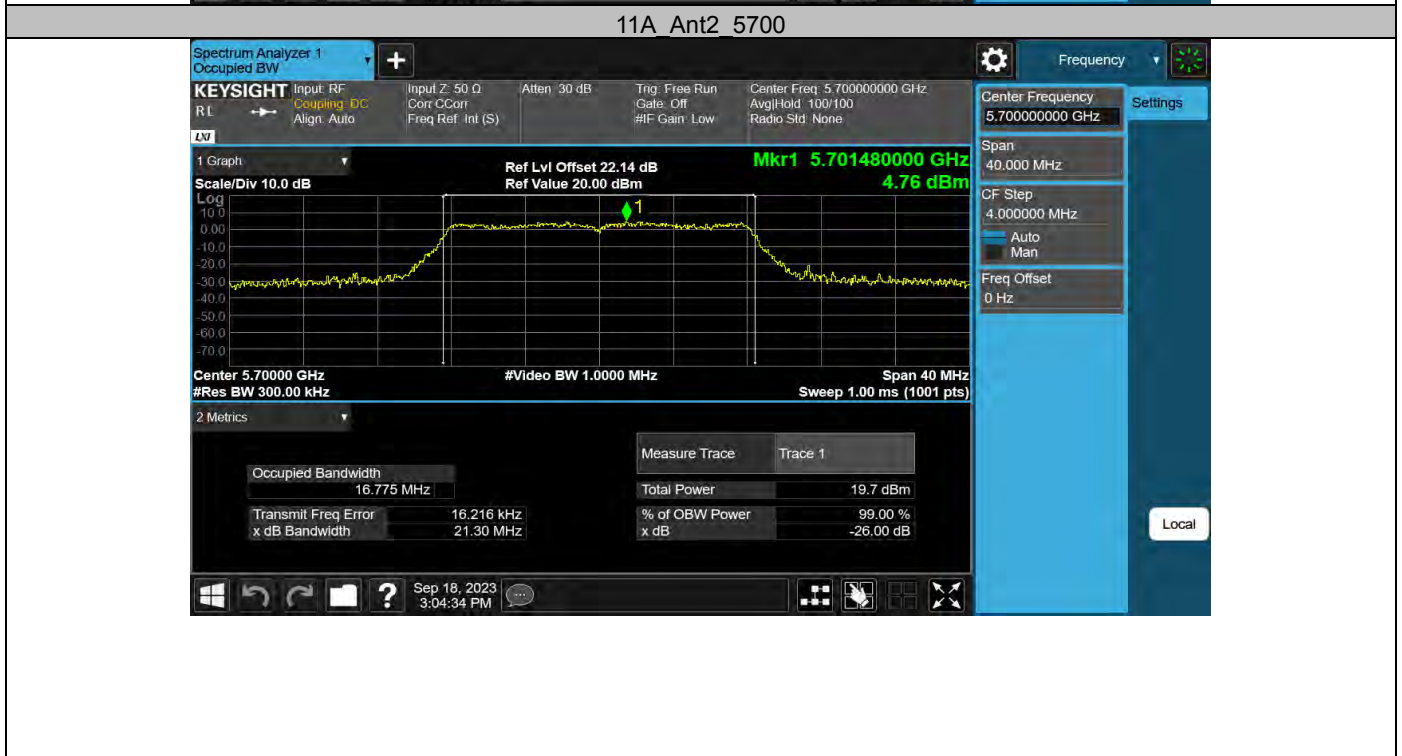 11A_Ant2_5700
Spectrum Analyzer 1
Occupied BW
+
Frequency
KEYSIGHT
RL
LXI
Input: RF
Coupling: DC
Align: Auto
Input Z: 50 Ω
Corr CCorr
Freq Ref: Int (S)
Atten: 30 dB
Trig: Free Run
Gate: Off
#IF Gain: Low
Center Freq: 5.700000000 GHz
Avg|Hold: 100/100
Radio Std: None
Center Frequency
5.700000000 GHz
Settings
Span
40.000 MHz
CF Step
4.000000 MHz
Auto
Man
Freq Offset
0 Hz
Local
1 Graph
Scale/Div 10.0 dB
Ref Lvl Offset 22.14 dB
Ref Value 20.00 dBm
Mkr1 5.701480000 GHz
4.76 dBm
Log
10.0
0.00
-10.0
-20.0
-30.0
-40.0
-50.0
-60.0
-70.0
1
Center 5.70000 GHz
#Res BW 300.00 kHz
#Video BW 1.0000 MHz
Span 40 MHz
Sweep 1.00 ms (1001 pts)
2 Metrics
Measure Trace Trace 1
Occupied Bandwidth
16.775 MHz
Total Power 19.7 dBm
Transmit Freq Error 16.216 kHz
% of OBW Power 99.00 %
x dB Bandwidth 21.30 MHz
x dB -26.00 dB
?
Sep 18, 2023
3:04:34 PM